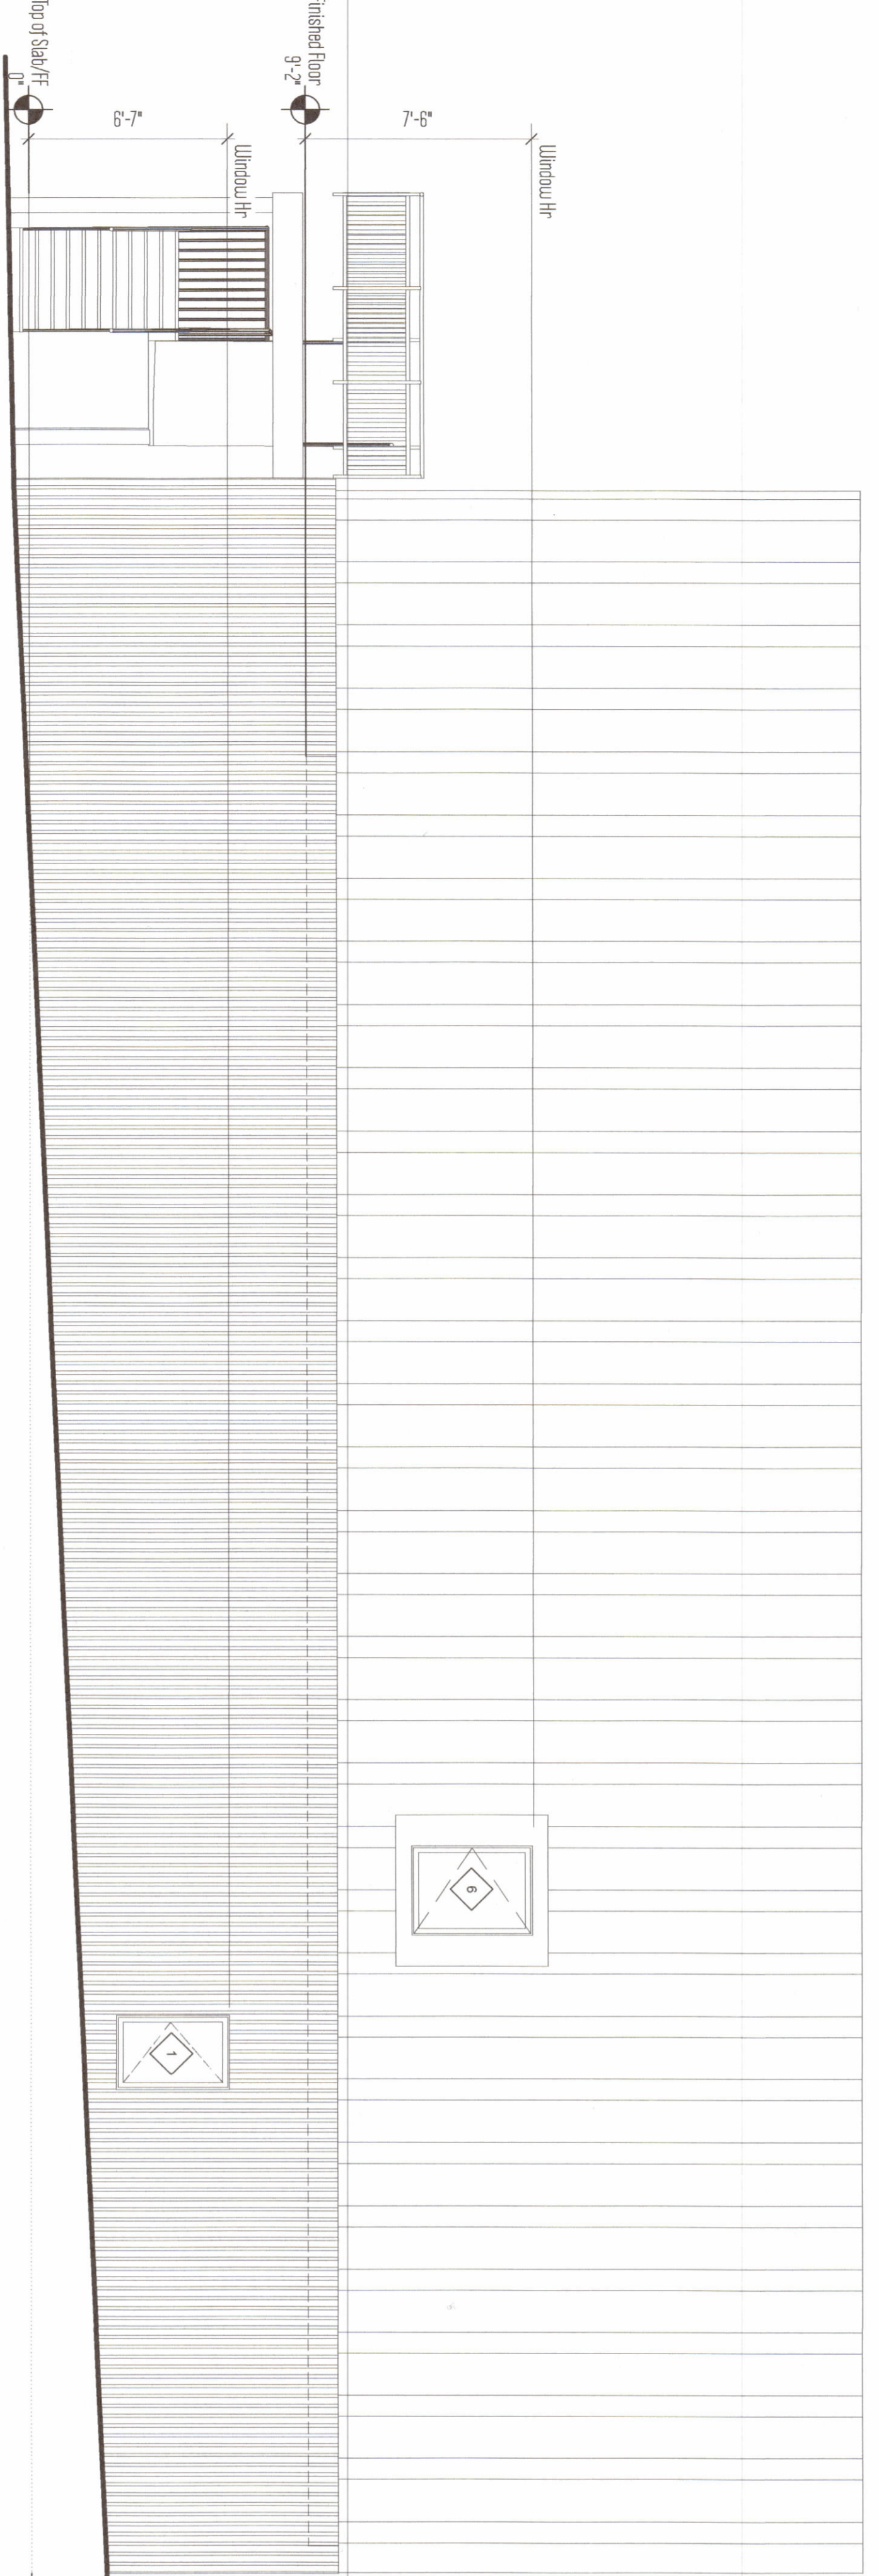 Top of Slab/FF
0"
6'-7"
Window Hr
Finished Floor
9'-2"
7'-6"
Window Hr
6
1